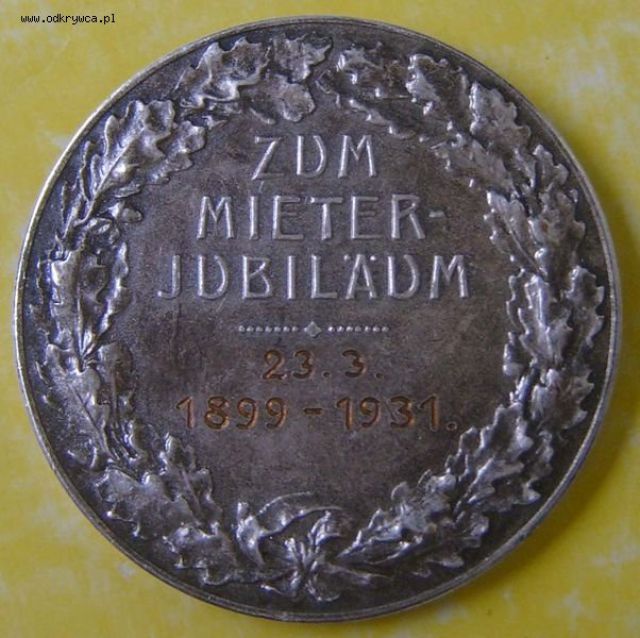 www.odkrywca.pl
ZUM
MIETER-
JUBILÄUM
23.3.
1899-1931.